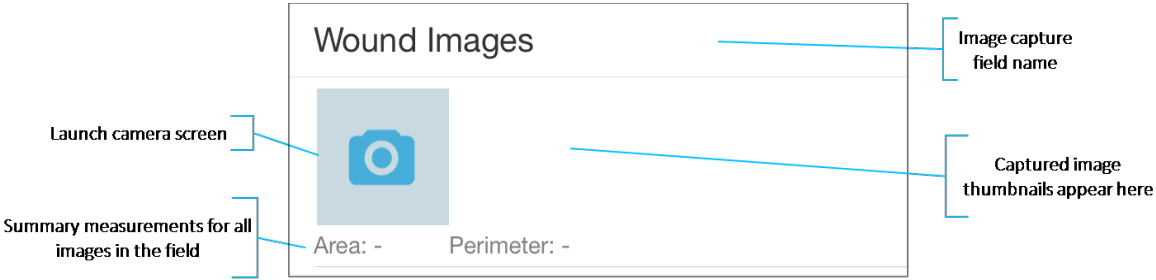 Wound Images
Image capture
field name
Launch camera screen
Captured image
thumbnails appear here
Summary measurements for all
images in the field
Area: -
Perimeter: -